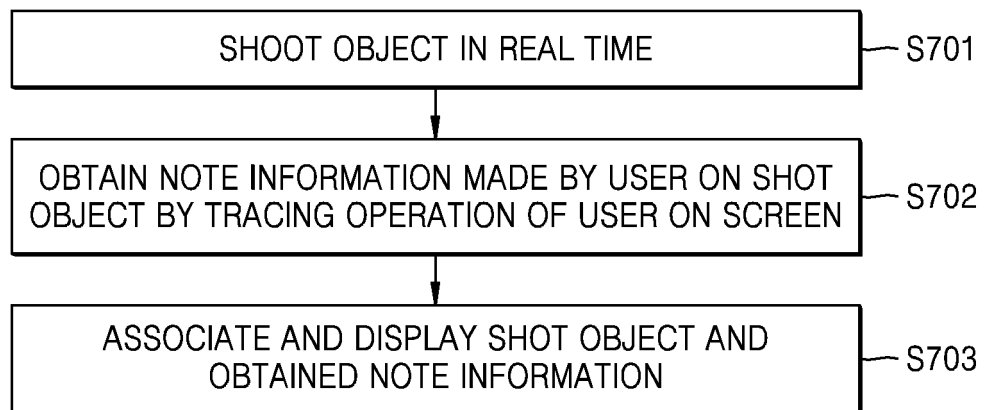 SHOOT OBJECT IN REAL TIME
S701
OBTAIN NOTE INFORMATION MADE BY USER ON SHOT
OBJECT BY TRACING OPERATION OF USER ON SCREEN
S702
ASSOCIATE AND DISPLAY SHOT OBJECT AND
OBTAINED NOTE INFORMATION
S703